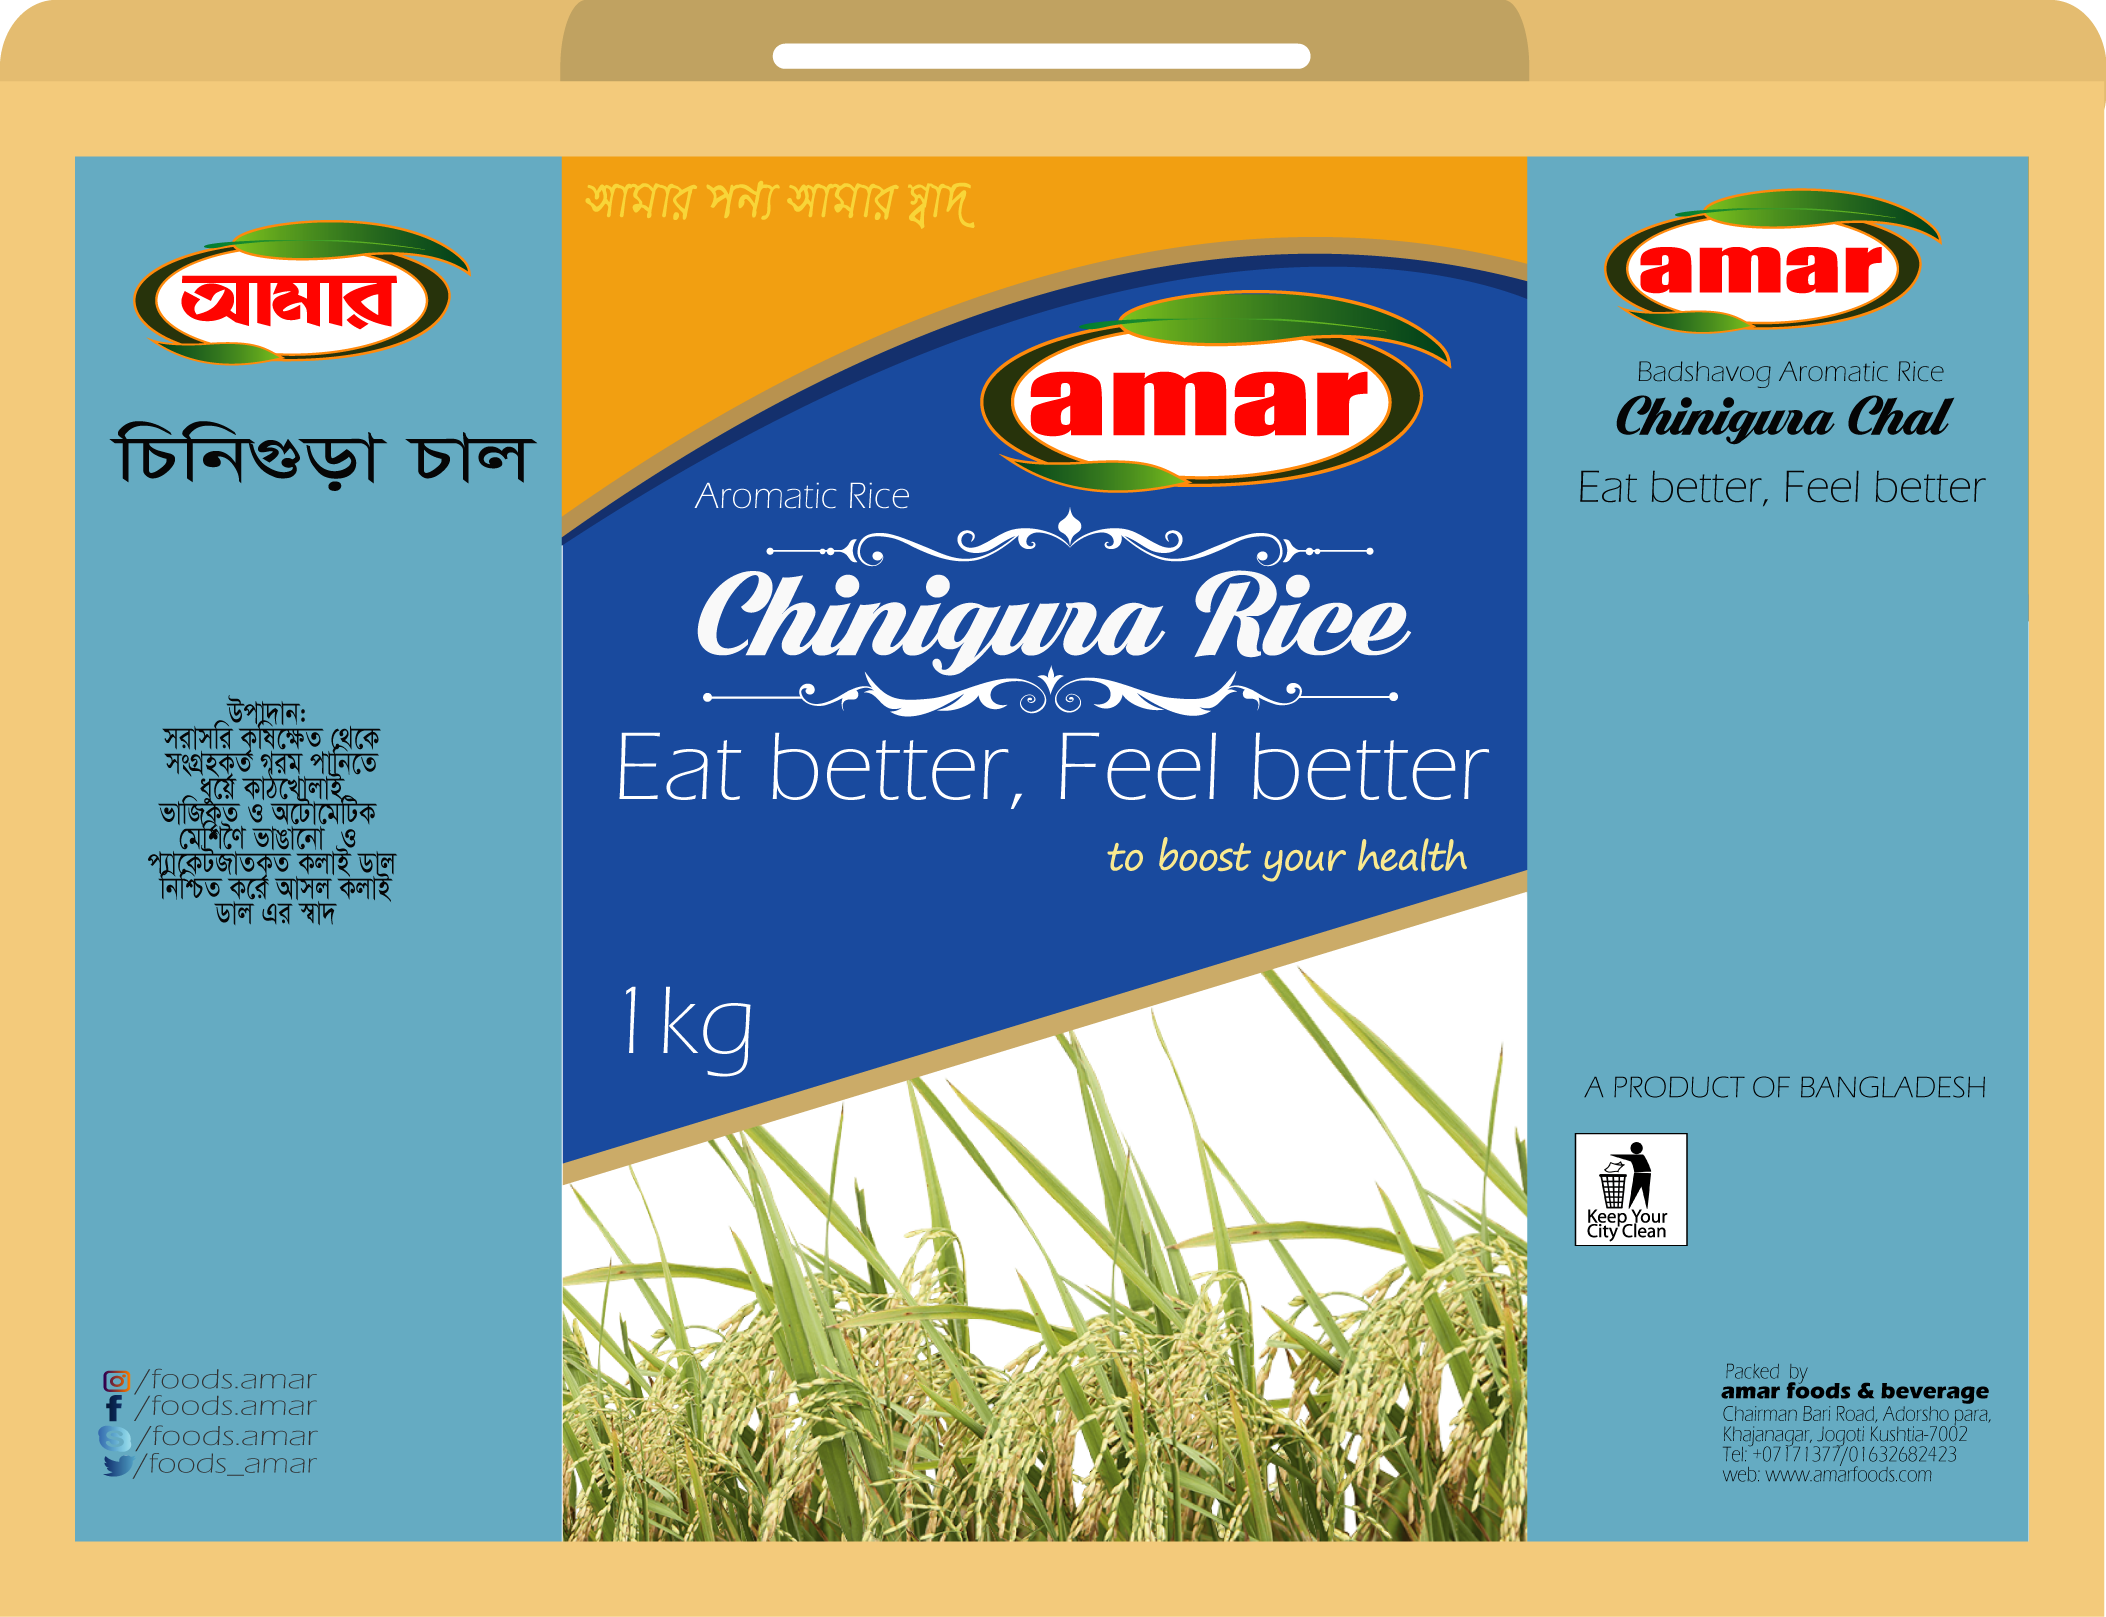 আমার
চিনিগুড়া চাল
উপাদান:
সরাসরি কৃষিক্ষেত থেকে
সংগ্রহকৃত গরম পানিতে
ধুয়ে কাঠখোলাই
ভাজিকৃত ও অটোমেটিক
মেশিণে ভাঙানো ও
প্যাকেটজাতকৃত কলাই ডাল
নিশ্চিত করে আসল কলাই
ডাল এর স্বাদ
/foods.amar
/foods.amar
/foods.amar
/foods_amar
আমার পন্য আমার স্বাদ
amar
Aromatic Rice
Chinigura Rice
Eat better, Feel better
to boost your health
1kg
amar
Badshavog Aromatic Rice
Chinigura Chal
Eat better, Feel better
A PRODUCT OF BANGLADESH
Keep Your
City Clean
Packed by
amar foods & beverage
Chairman Bari Road, Adorsho para,
Khajanagar, Jogoti Kushtia-7002
Tel: +07171377/01632682423
web: www.amarfoods.com